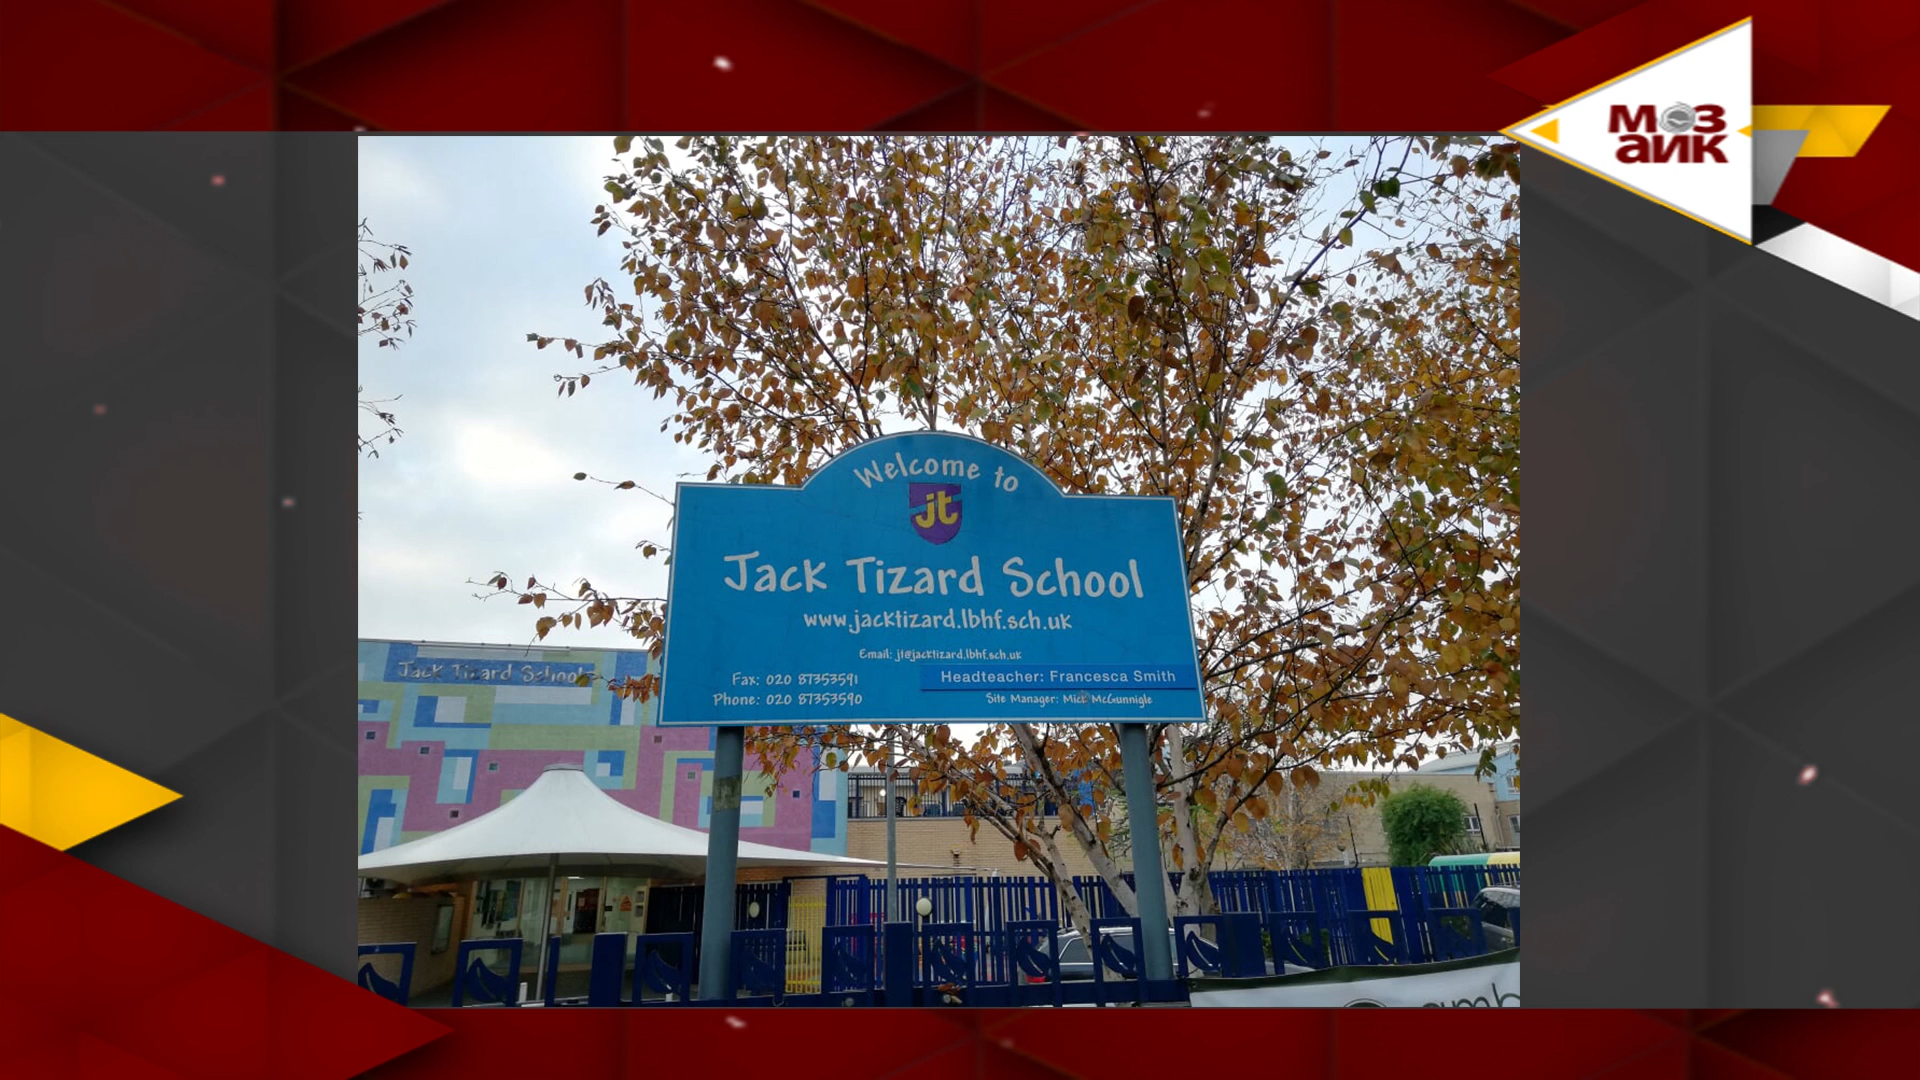 МОЗ
АИК
Welcome to
jt
Jack Tizard School
www.jacktizard.lbhf.sch.uk
Email: jt@jacktizard.lbhf.sch.uk
Fax: 020 87353591
Headteacher: Francesca Smith
Phone: 020 87353590
Site Manager: Mick McGunnigle
Jack Tizard School